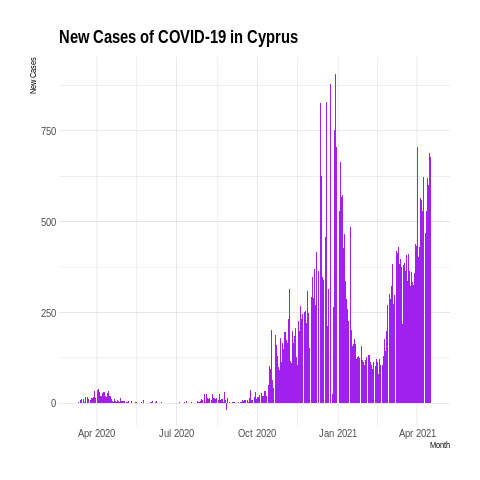 New Cases of COVID-19 in Cyprus
New Cases
750
500
250
0
Apr 2020
Jul 2020
Oct 2020
Jan 2021
Apr 2021
Month